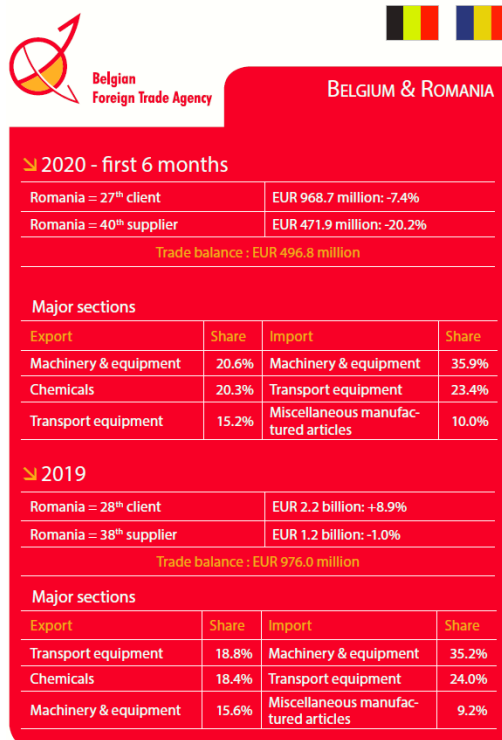 Belgian
Foreign Trade Agency
BELGIUM & ROMANIA
2020 - first 6 months
Romania = 27th client EUR 968.7 million: -7.4%
Romania = 40th supplier EUR 471.9 million: -20.2%
Trade balance : EUR 496.8 million
Major sections
Export Share Import Share
Machinery & equipment 20.6% Machinery & equipment 35.9%
Chemicals 20.3% Transport equipment 23.4%
Transport equipment 15.2% Miscellaneous manufac-
tured articles 10.0%
2019
Romania = 28th client EUR 2.2 billion: +8.9%
Romania = 38th supplier EUR 1.2 billion: -1.0%
Trade balance : EUR 976.0 million
Major sections
Export Share Import Share
Transport equipment 18.8% Machinery & equipment 35.2%
Chemicals 18.4% Transport equipment 24.0%
Machinery & equipment 15.6% Miscellaneous manufac-
tured articles 9.2%